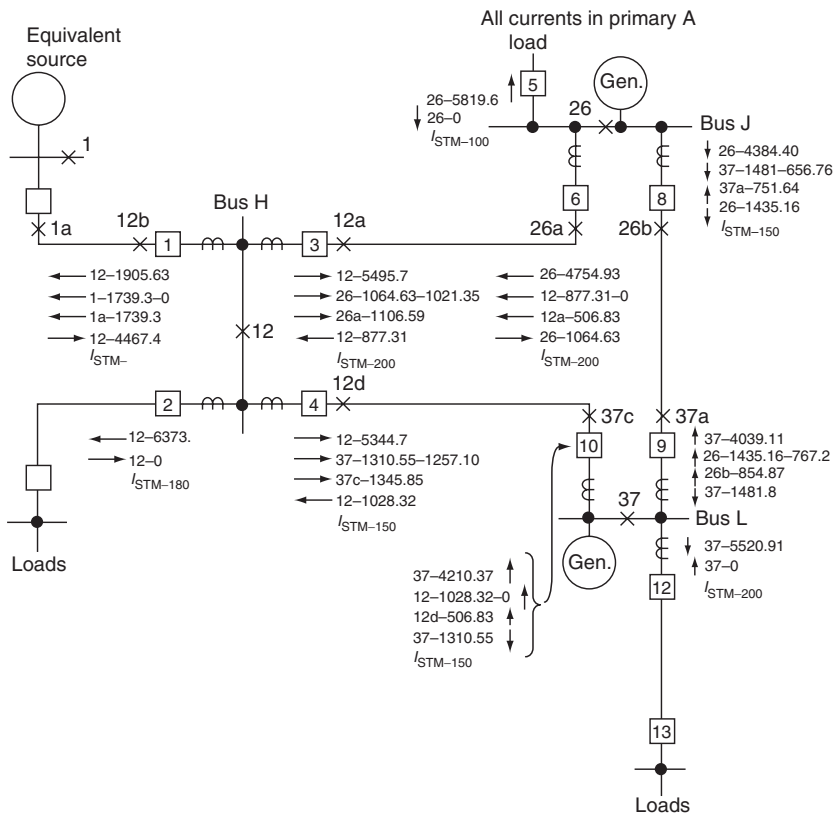 All currents in primary A
Equivalent
source
load
Gen.
5
26–5819.6
26–0
I_STM–100
26
Bus J
1
26–4384.40
37–1481–656.76
37a–751.64
26–1435.16
I_STM–150
6
8
Bus H
1a
12b
1
3
12a
26a
26b
12–1905.63
1–1739.3–0
1a–1739.3
12–4467.4
I_STM–
12–5495.7
26–1064.63–1021.35
26a–1106.59
12–877.31
I_STM–200
26–4754.93
12–877.31–0
12a–506.83
26–1064.63
I_STM–200
12
2
4
12d
37c
37a
12–6373.
12–0
I_STM–180
12–5344.7
37–1310.55–1257.10
37c–1345.85
12–1028.32
I_STM–150
10
9
37–4039.11
26–1435.16–767.2
26b–854.87
37–1481.8
37
Bus L
Loads
Gen.
37–5520.91
37–0
I_STM–200
12
37–4210.37
12–1028.32–0
12d–506.83
37–1310.55
I_STM–150
13
Loads